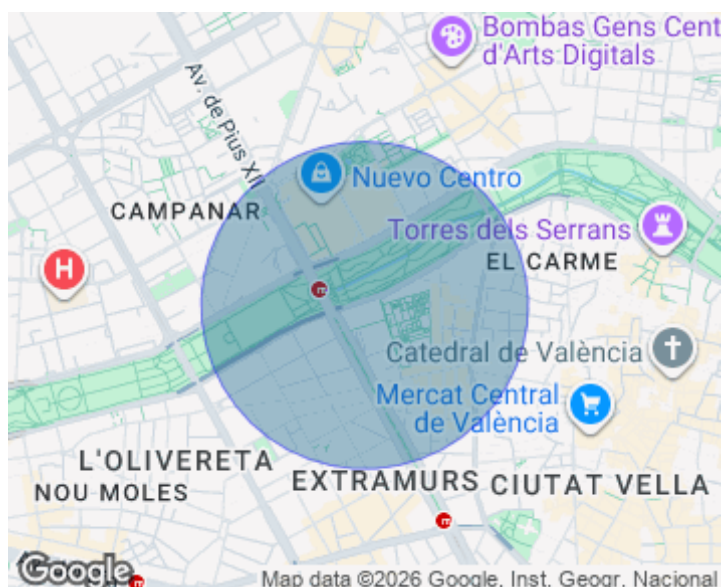 Bombas Gens Cent
d'Arts Digitals
Av. de Pius XII
Nuevo Centro
CAMPANAR
Torres dels Serrans
EL CARME
H
Catedral de València
Mercat Central
de València
L'OLIVERETA
EXTRAMURS
CIUTAT VELLA
NOU MOLES
Google
Map data ©2026 Google, Inst. Geogr. Nacional